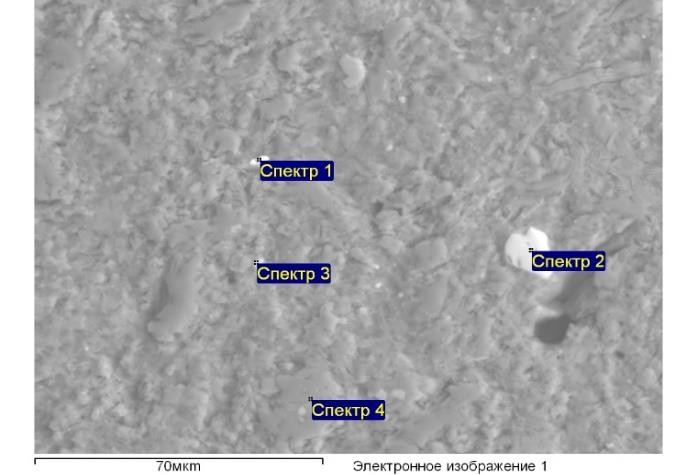 Спектр 1
Спектр 2
Спектр 3
Спектр 4
70мкm
Электронное изображение 1